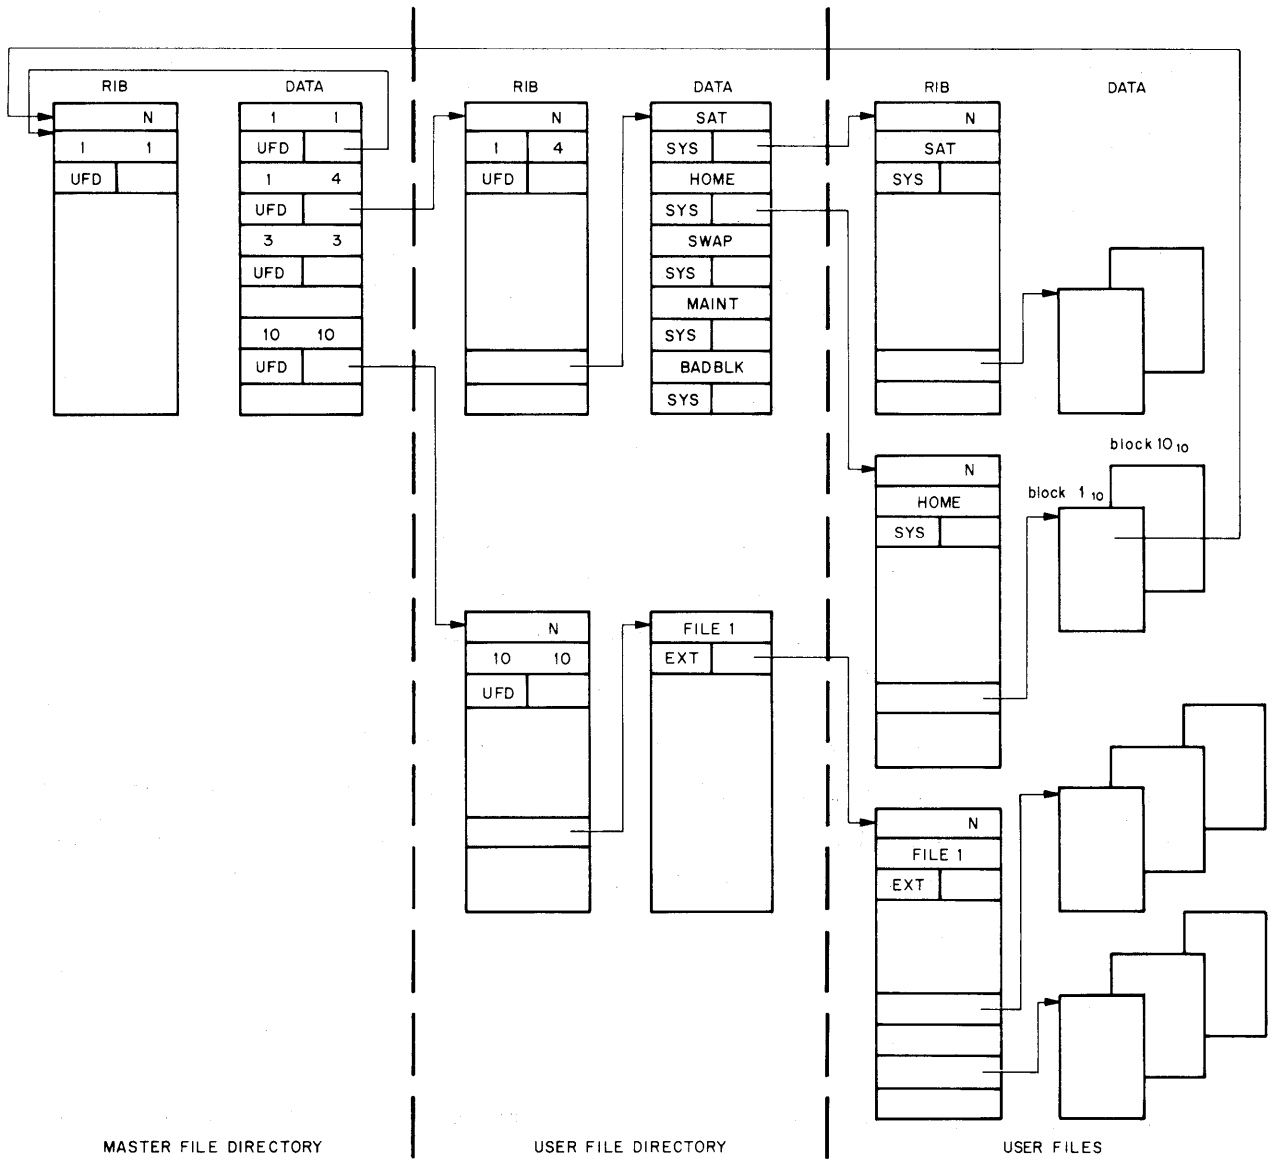 RIB
DATA
N
1 1
UFD
1 1
UFD
1 4
UFD
3 3
UFD
10 10
UFD
MASTER FILE DIRECTORY
RIB
DATA
N
1 4
UFD
SAT
SYS
HOME
SYS
SWAP
SYS
MAINT
SYS
BADBLK
SYS
N
10 10
UFD
FILE 1
EXT
USER FILE DIRECTORY
RIB
DATA
N
SAT
SYS
N
HOME
SYS
block 10 10
block 1 10
N
FILE 1
EXT
USER FILES